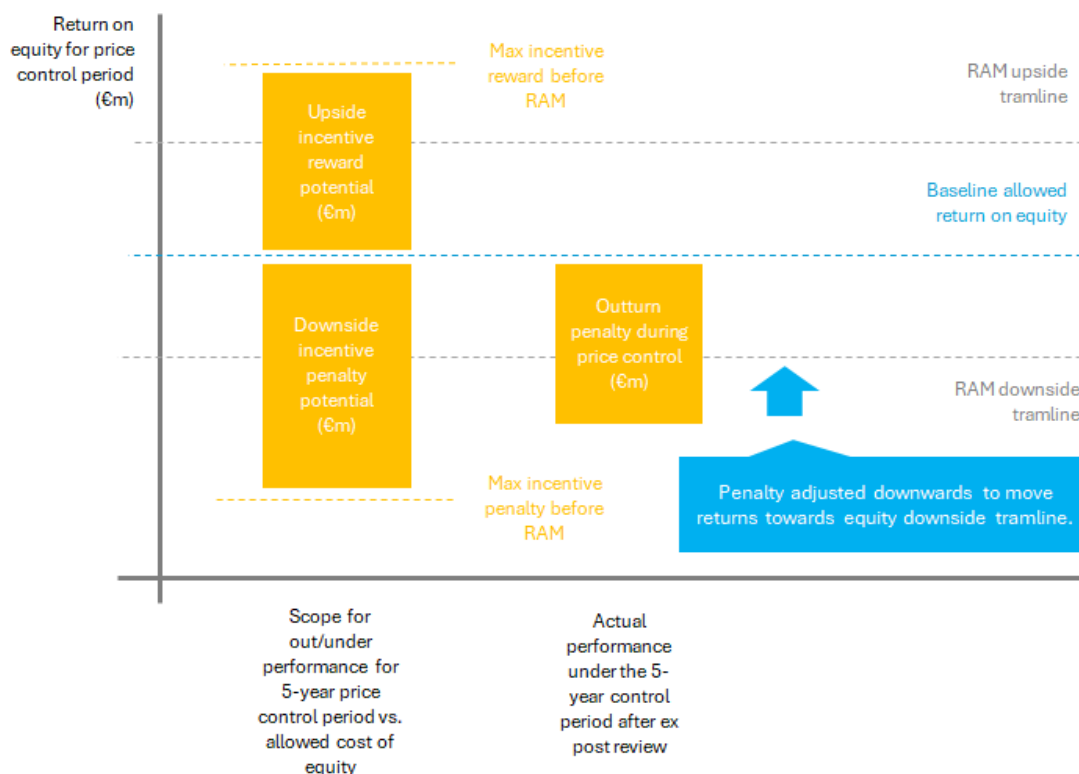 Return on
equity for price
control period
(€m)
Max incentive
reward before
RAM
RAM upside
tramline
Upside
incentive
reward
potential
(€m)
Baseline allowed
return on equity
Downside
incentive
penalty
potential
(€m)
Outturn
penalty during
price control
(€m)
RAM downside
tramline
Max incentive
penalty before
RAM
Penalty adjusted downwards to move
returns towards equity downside tramline.
Scope for
out/under
performance for
5-year price
control period vs.
allowed cost of
equity
Actual
performance
under the 5-
year control
period after ex
post review